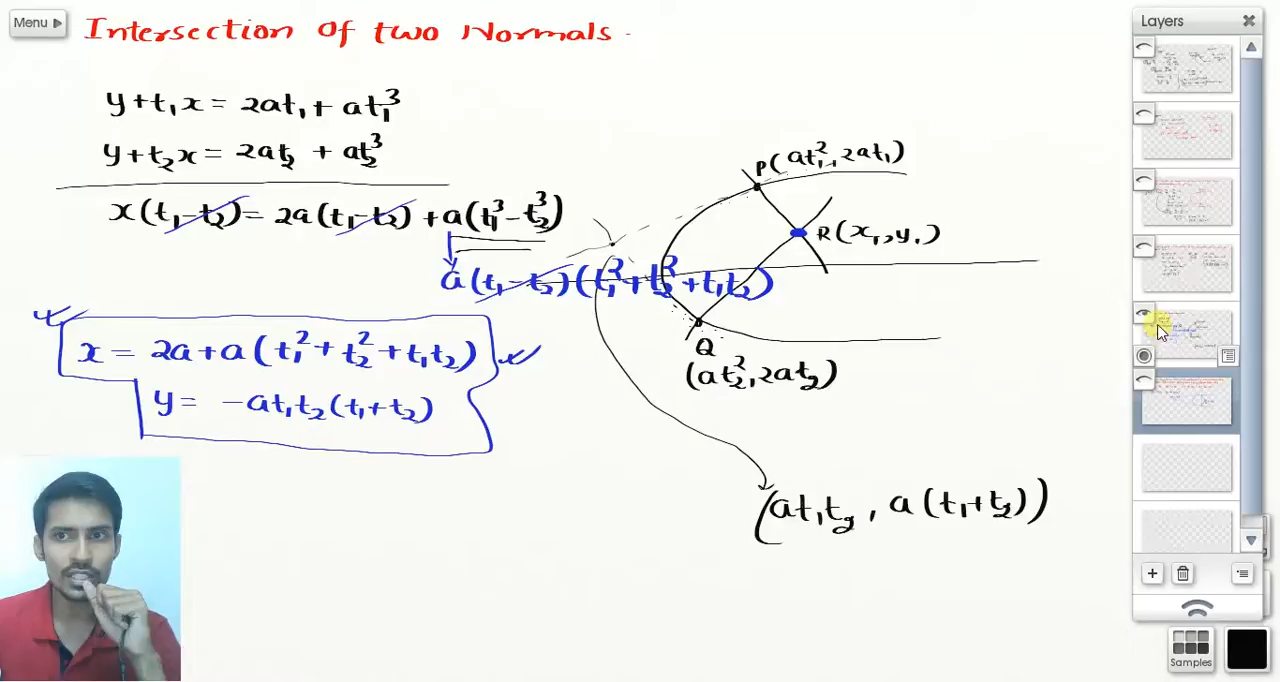 Menu
Intersection Of two Normals
y+t₁x = 2at₁ + at₁³
y+t₂x = 2at₂ + at₂³
x(t₁-t₂) = 2a(t₁-t₂) + a(t₁³-t₂³)
a(t₁-t₂)(t₁²+t₂²+t₁t₂)
x = 2a+a(t₁²+t₂²+t₁t₂)
y = -at₁t₂(t₁+t₂)
P(at₁², 2at₁)
R(x₁,y₁)
Q
(at₂², 2at₂)
(at₁t₂, a(t₁+t₂))
Layers
Samples